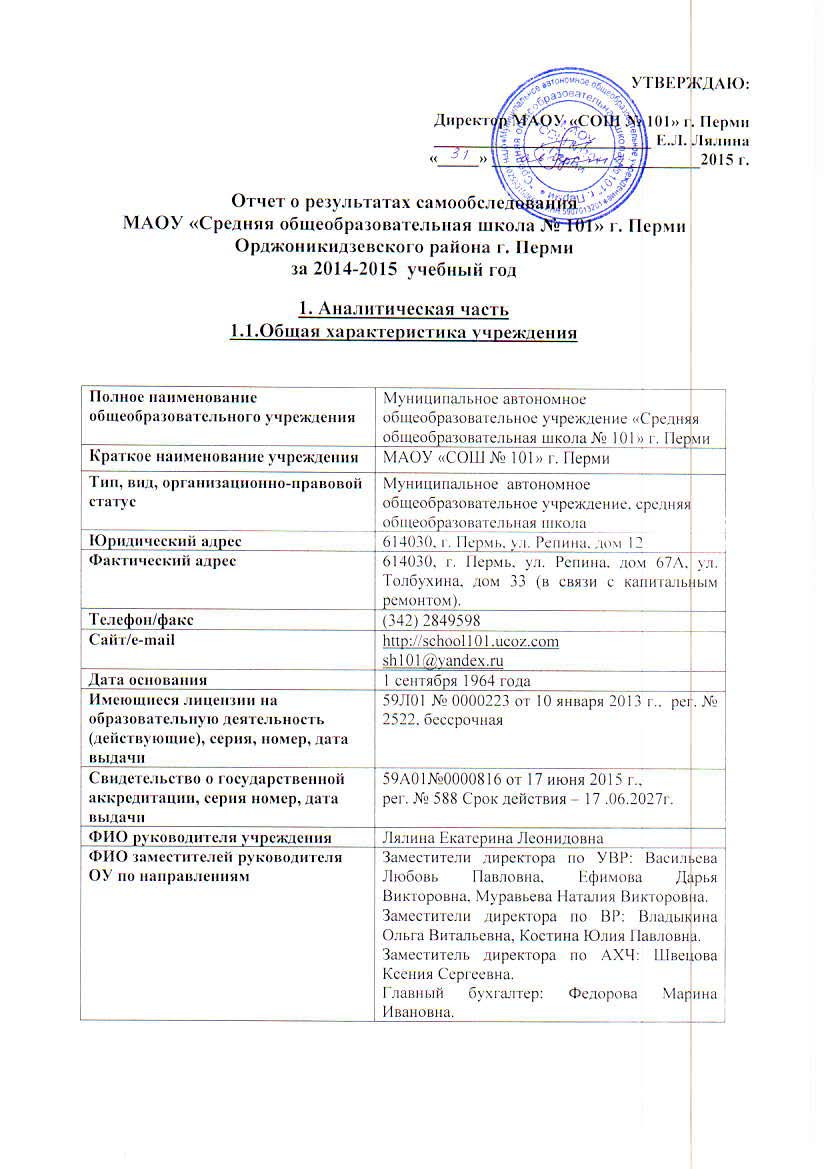 УТВЕРЖДАЮ:
Директор МАОУ «СОШ № 101» г. Перми
Е.Л. Лялина
« 31 » 2015 г.
Отчет о результатах самообследования
МАОУ «Средняя общеобразовательная школа № 101» г. Перми
Орджоникидзевского района г. Перми
за 2014-2015 учебный год
1. Аналитическая часть
1.1.Общая характеристика учреждения
Полное наименование
общеобразовательного учреждения
Муниципальное автономное
общеобразовательное учреждение «Средняя
общеобразовательная школа № 101» г. Перми
Краткое наименование учреждения
МАОУ «СОШ № 101» г. Перми
Тип, вид, организационно-правовой
статус
Муниципальное автономное
общеобразовательное учреждение, средняя
общеобразовательная школа
Юридический адрес
614030, г. Пермь, ул. Репина, дом 12
Фактический адрес
614030, г. Пермь, ул. Репина, дом 67А, ул.
Толбухина, дом 33 (в связи с капитальным
ремонтом).
Телефон/факс
(342) 2849598
Сайт/e-mail
http://school101.ucoz.com
sh101@yandex.ru
Дата основания
1 сентября 1964 года
Имеющиеся лицензии на
образовательную деятельность
(действующие), серия, номер, дата
выдачи
59Л01 № 0000223 от 10 января 2013 г., рег. №
2522, бессрочная
Свидетельство о государственной
аккредитации, серия номер, дата
выдачи
59А01№0000816 от 17 июня 2015 г.,
рег. № 588 Срок действия – 17 .06.2027г.
ФИО руководителя учреждения
Лялина Екатерина Леонидовна
ФИО заместителей руководителя
ОУ по направлениям
Заместители директора по УВР: Васильева
Любовь Павловна, Ефимова Дарья
Викторовна, Муравьева Наталия Викторовна.
Заместители директора по ВР: Владыкина
Ольга Витальевна, Костина Юлия Павловна.
Заместитель директора по АХЧ: Швецова
Ксения Сергеевна.
Главный бухгалтер: Федорова Марина
Ивановна.